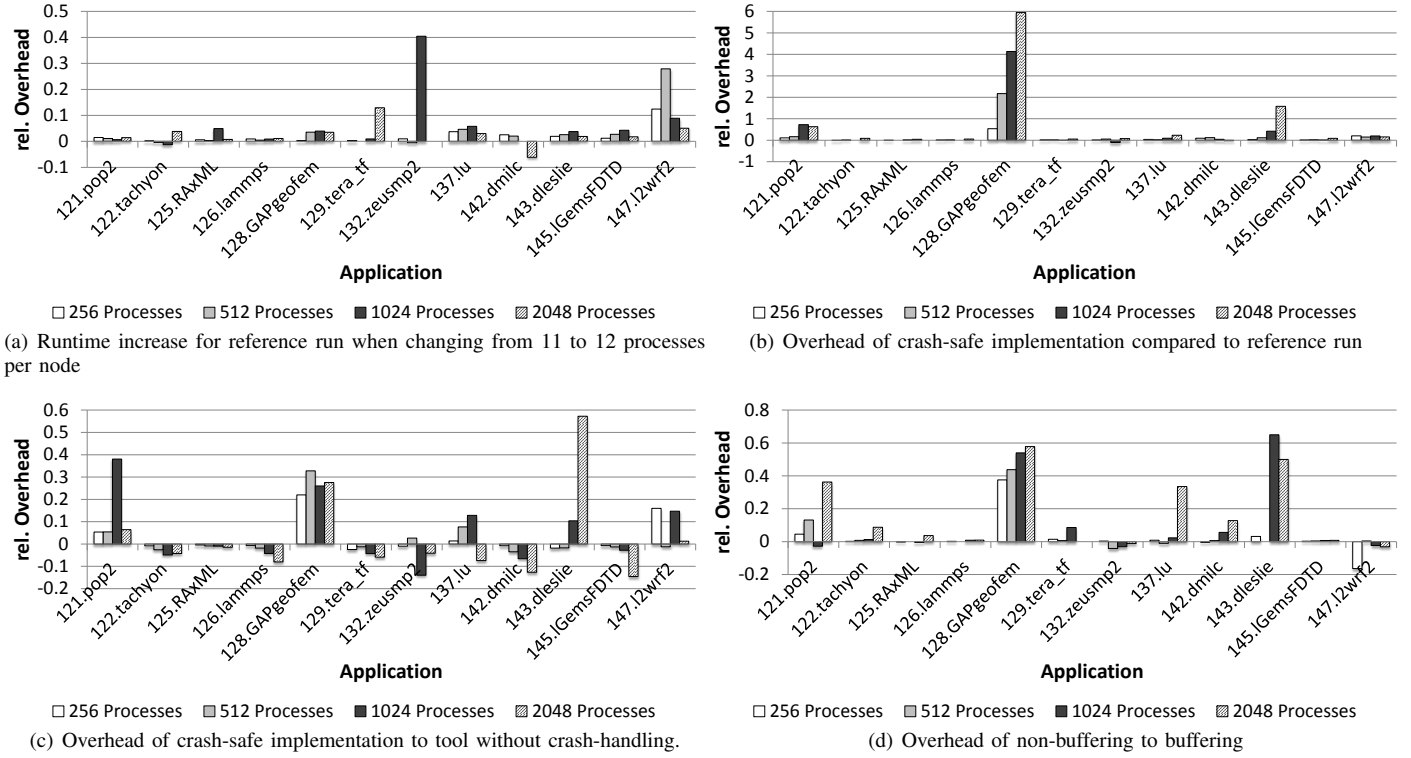 0.5
0.4
0.3
0.2
0.1
0
-0.1
rel. Overhead
121.pop2
122.tachyon
125.RAxML
126.lammps
128.GAPgeofem
129.tera_tf
132.zeusmp2
137.lu
142.dmilc
143.dleslie
145.lGemsFDTD
147.l2wrf2
Application
256 Processes 512 Processes 1024 Processes 2048 Processes
(a) Runtime increase for reference run when changing from 11 to 12 processes
per node
6
5
4
3
2
1
0
-1
rel. Overhead
121.pop2
122.tachyon
125.RAxML
126.lammps
128.GAPgeofem
129.tera_tf
132.zeusmp2
137.lu
142.dmilc
143.dleslie
145.lGemsFDTD
147.l2wrf2
Application
256 Processes 512 Processes 1024 Processes 2048 Processes
(b) Overhead of crash-safe implementation compared to reference run
0.6
0.5
0.4
0.3
0.2
0.1
0
-0.1
-0.2
rel. Overhead
121.pop2
122.tachyon
125.RAxML
126.lammps
128.GAPgeofem
129.tera_tf
132.zeusmp2
137.lu
142.dmilc
143.dleslie
145.lGemsFDTD
147.l2wrf2
Application
256 Processes 512 Processes 1024 Processes 2048 Processes
(c) Overhead of crash-safe implementation to tool without crash-handling.
0.8
0.6
0.4
0.2
0
-0.2
rel. Overhead
121.pop2
122.tachyon
125.RAxML
126.lammps
128.GAPgeofem
129.tera_tf
132.zeusmp2
137.lu
142.dmilc
143.dleslie
145.lGemsFDTD
147.l2wrf2
Application
256 Processes 512 Processes 1024 Processes 2048 Processes
(d) Overhead of non-buffering to buffering